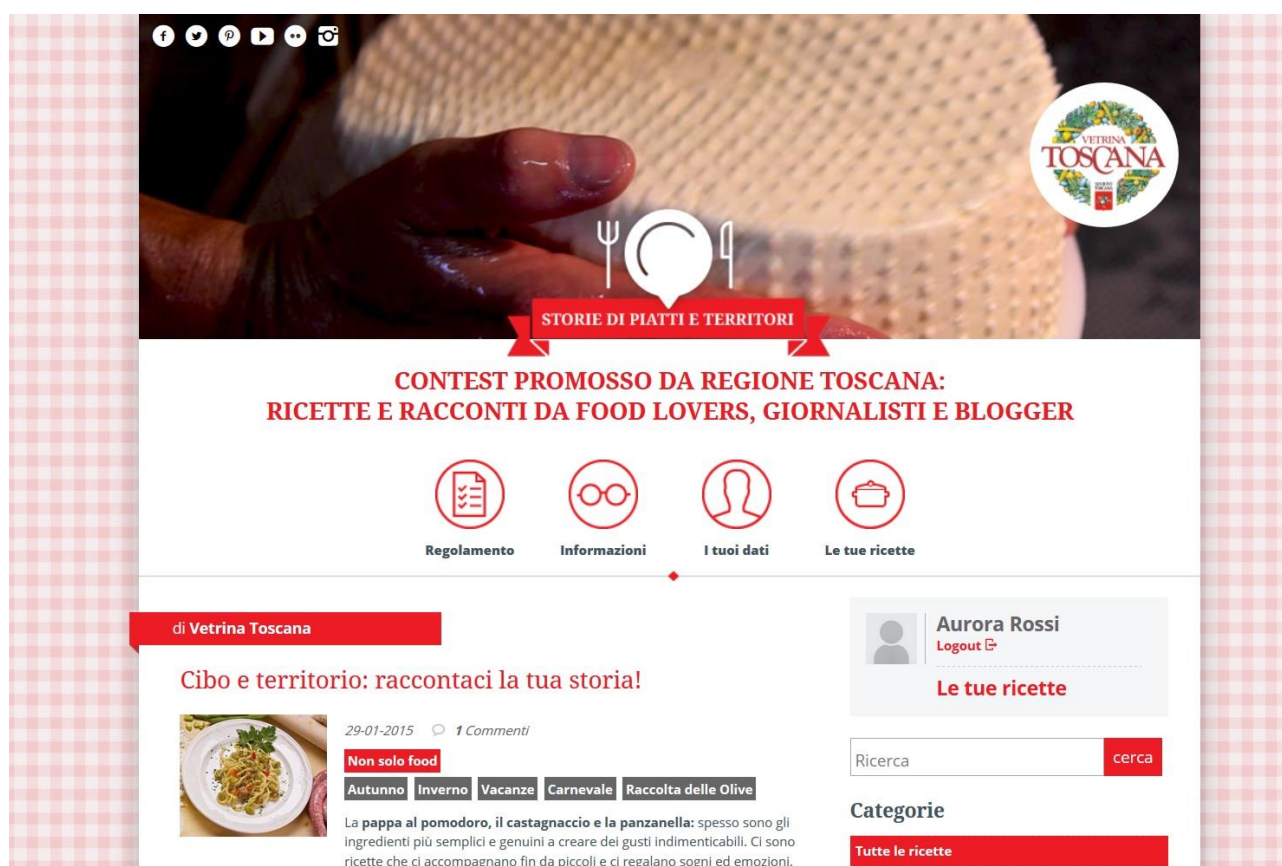 VETRINA
TOSCANA
REGIONE
TOSCANA
STORIE DI PIATTI E TERRITORI
CONTEST PROMOSSO DA REGIONE TOSCANA:
RICETTE E RACCONTI DA FOOD LOVERS, GIORNALISTI E BLOGGER
Regolamento Informazioni I tuoi dati Le tue ricette
di Vetrina Toscana
Cibo e territorio: raccontaci la tua storia!
29-01-2015 1 Commenti
Non solo food
Autunno Inverno Vacanze Carnevale Raccolta delle Olive
La pappa al pomodoro, il castagnaccio e la panzanella: spesso sono gli
ingredienti più semplici e genuini a creare dei gusti indimenticabili. Ci sono
ricette che ci accompagnano fin da piccoli e ci regalano sogni ed emozioni.
Aurora Rossi
Logout
Le tue ricette
Ricerca cerca
Categorie
Tutte le ricette